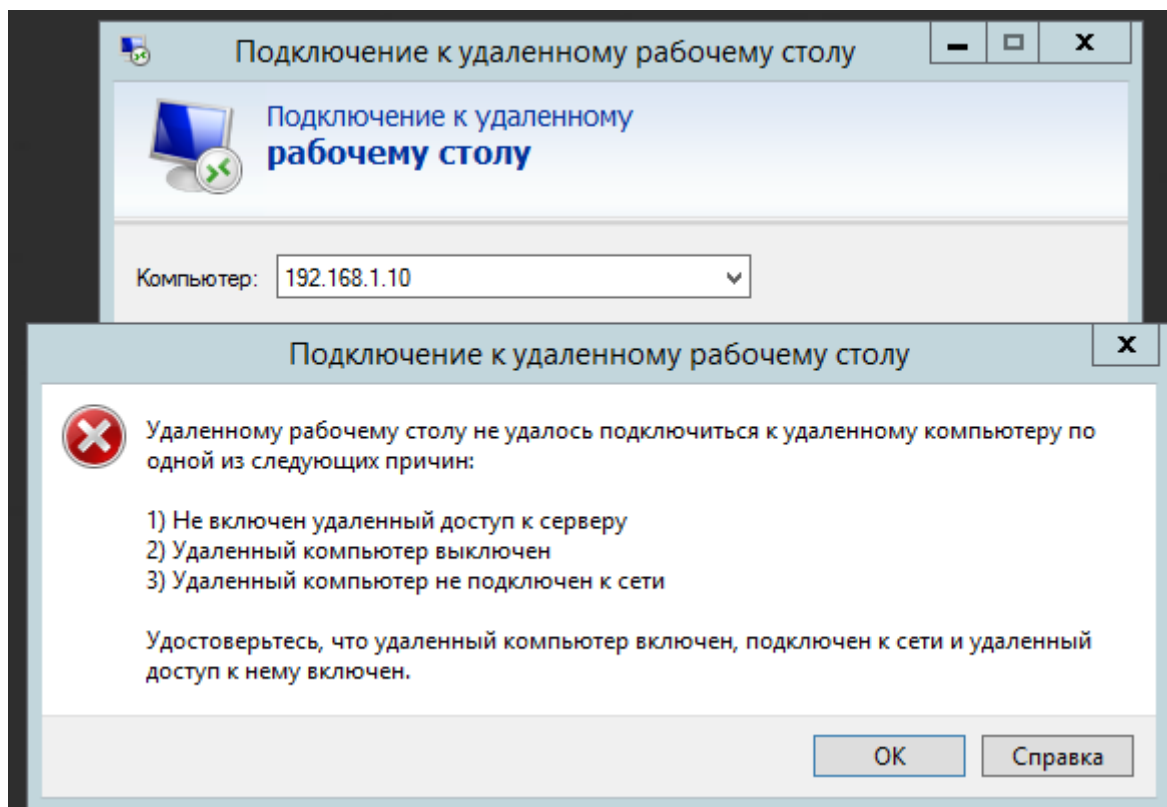 Подключение к удаленному рабочему столу
Подключение к удаленному
рабочему столу
Компьютер: 192.168.1.10
Подключение к удаленному рабочему столу
Удаленному рабочему столу не удалось подключиться к удаленному компьютеру по
одной из следующих причин:
1) Не включен удаленный доступ к серверу
2) Удаленный компьютер выключен
3) Удаленный компьютер не подключен к сети
Удостоверьтесь, что удаленный компьютер включен, подключен к сети и удаленный
доступ к нему включен.
ОК Справка